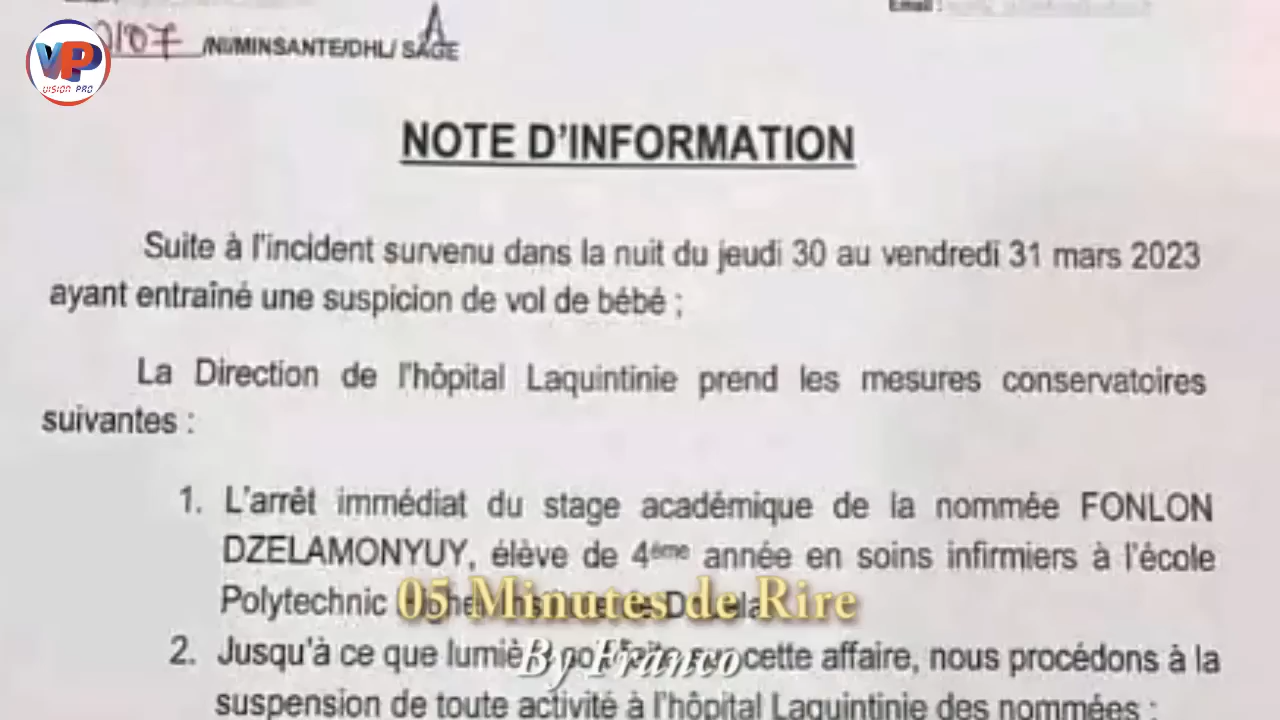 Email :
0107 /NI/MINSANTE/DHL/ SAGE
VP
VISION PRO
NOTE D'INFORMATION
Suite à l'incident survenu dans la nuit du jeudi 30 au vendredi 31 mars 2023
ayant entraîné une suspicion de vol de bébé ;
La Direction de l'hôpital Laquintinie prend les mesures conservatoires
suivantes :
1. L'arrêt immédiat du stage académique de la nommée FONLON
DZELAMONYUY, élève de 4ème année en soins infirmiers à l'école
Polytechnic
05 Minutes de Rire
2. Jusqu'à ce que cette affaire, nous procédons à la
By Franco
suspension de toute activité à l'hôpital Laquintinie des nommées :